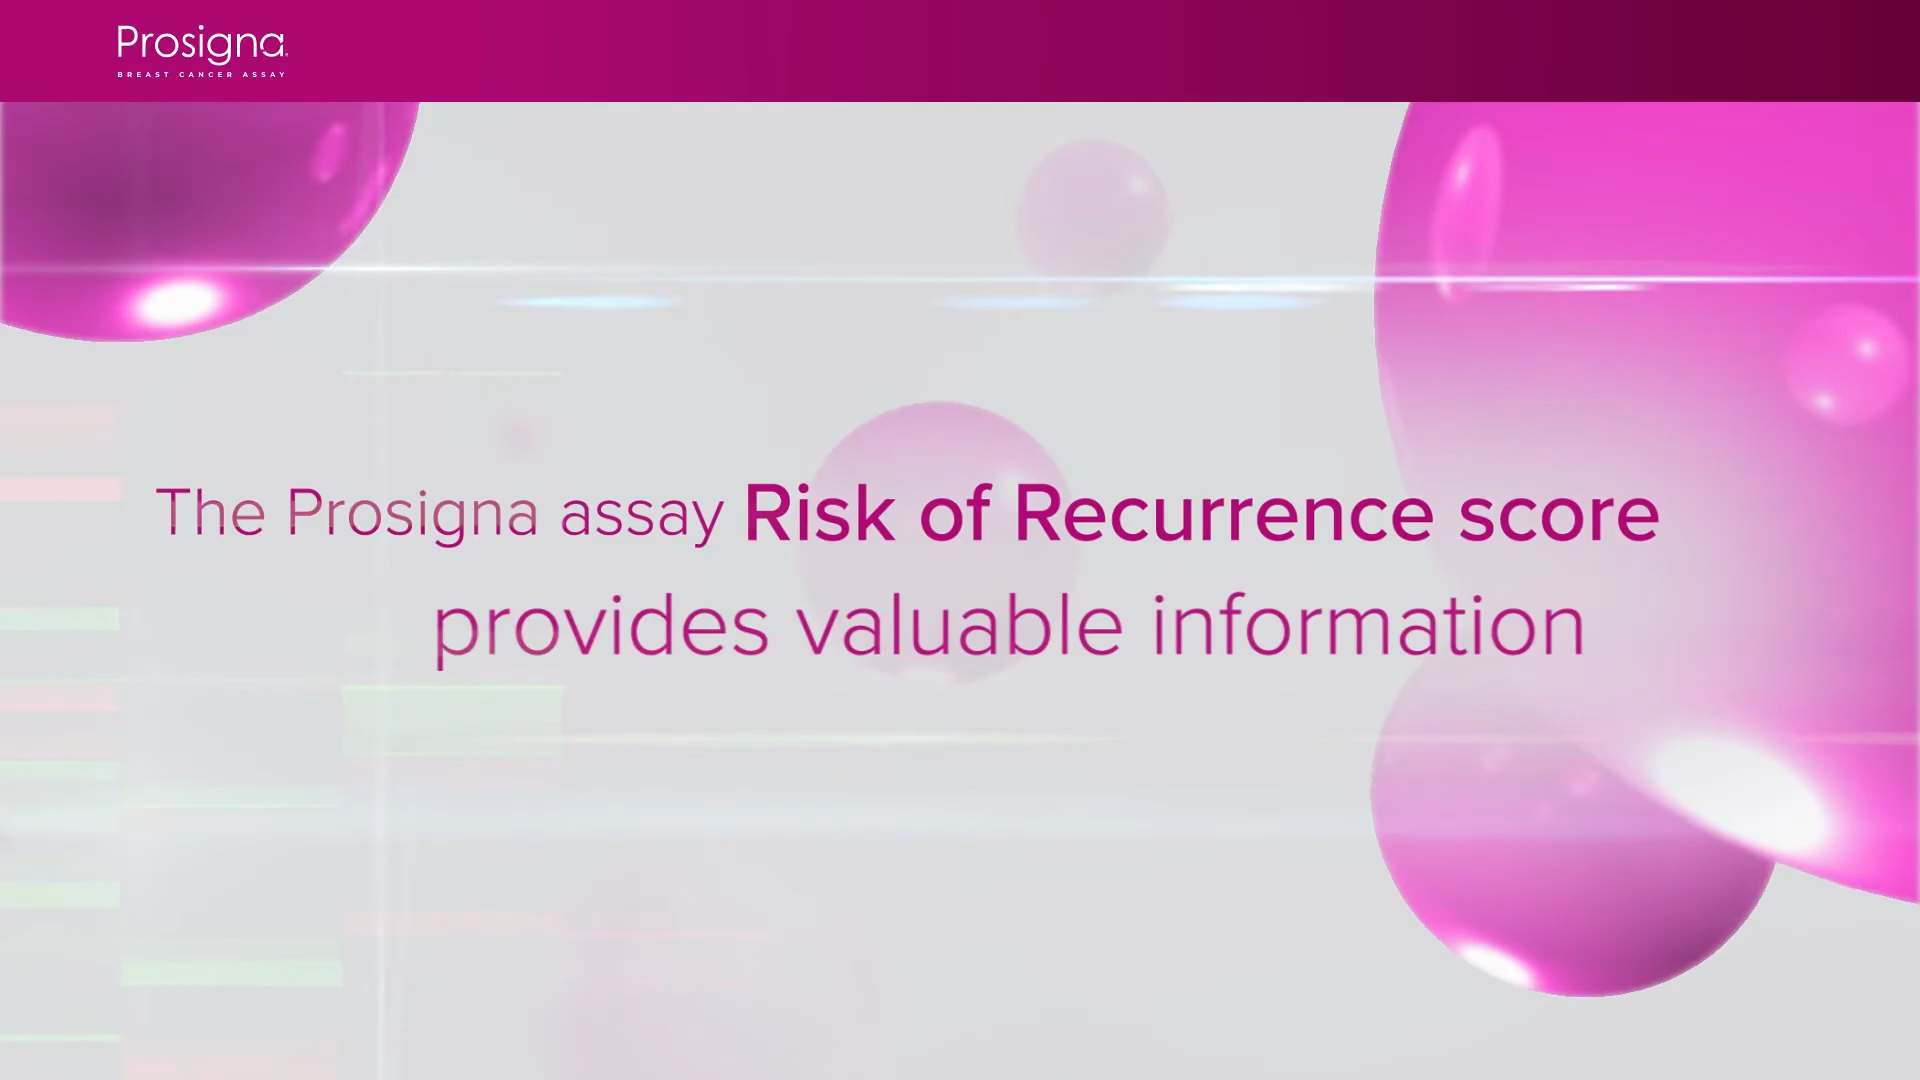 Prosigna
BREAST CANCER ASSAY
The Prosigna assay Risk of Recurrence score
provides valuable information